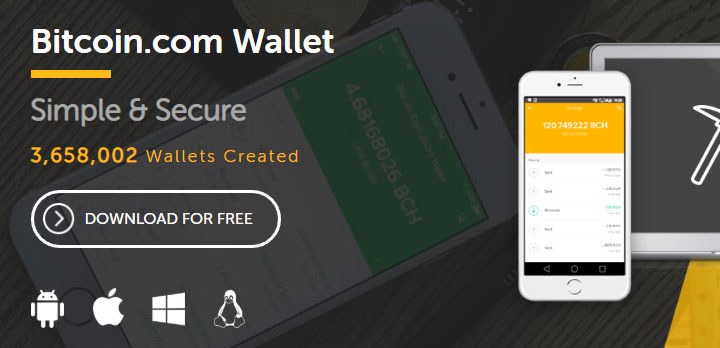 Bitcoin.com Wallet
Simple & Secure
3,658,002 Wallets Created
DOWNLOAD FOR FREE
4.68168026 BCH
120.749222 BCH
Sent
Sent
Received
Sent
Sent